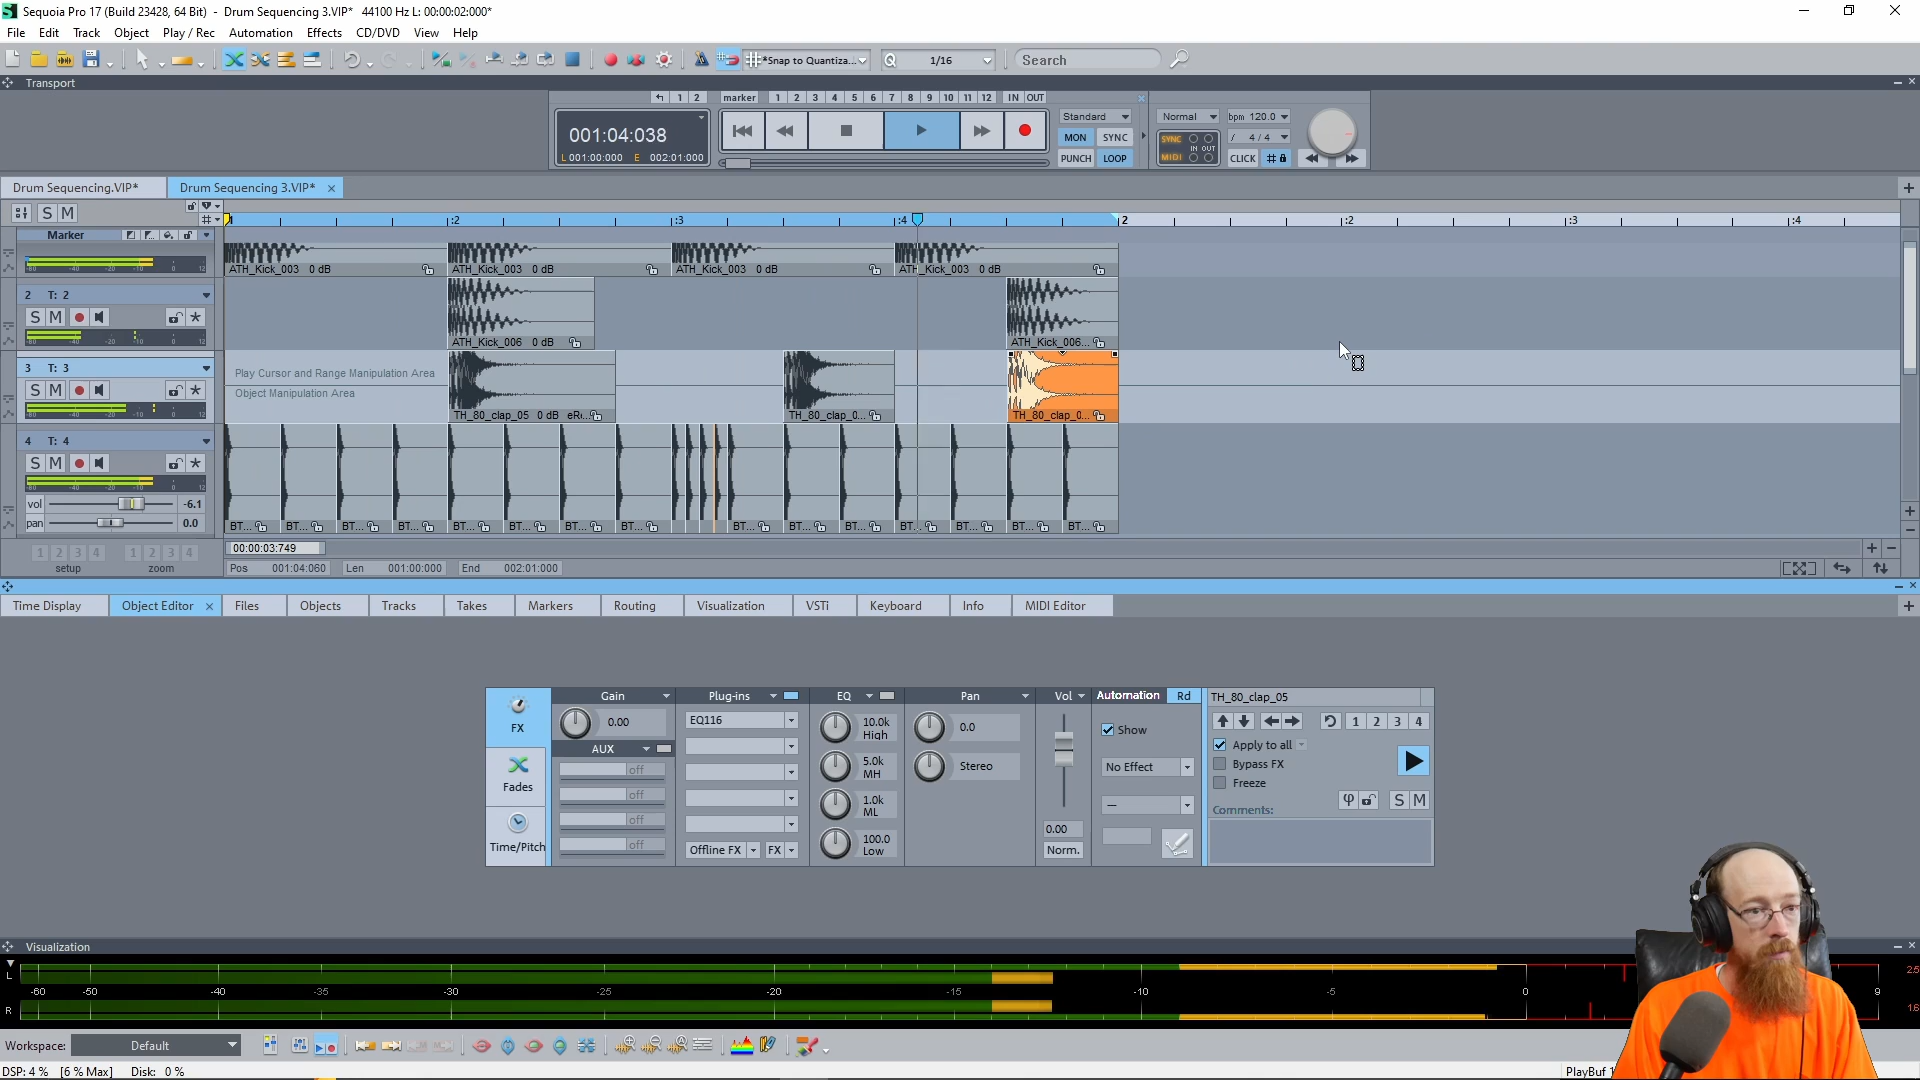 Sequoia Pro 17 (Build 23428, 64 Bit)  -  Drum Sequencing 3.VIP*   44100 Hz L: 00:00:02:000*
File Edit Track Object Play / Rec Automation Effects CD/DVD View Help
*Snap to Quantiza... Q 1/16 Search
Transport
1 2 marker 1 2 3 4 5 6 7 8 9 10 11 12 IN OUT
001:04:038
L 001:00:000 E 002:01:000
Standard
MON SYNC
PUNCH LOOP
Normal bpm 120.0
SYNC IN OUT / 4 / 4
MIDI CLICK
Drum Sequencing.VIP* Drum Sequencing 3.VIP*
S M
:2 :3 :4 2 :2 :3 :4
Marker
ATH_Kick_003 0 dB ATH_Kick_003 0 dB ATH_Kick_003 0 dB ATH_Kick_003 0 dB
2 T: 2
S M
ATH_Kick_006 0 dB ATH_Kick_006...
3 T: 3
Play Cursor and Range Manipulation Area
S M
Object Manipulation Area
TH_80_clap_05 0 dB TH_80_clap_0... TH_80_clap_0...
4 T: 4
S M
vol -6.1
pan 0.0
BT... BT... BT... BT... BT... BT... BT... BT... BT... BT... BT... BT... BT... BT... BT...
1 2 3 4 1 2 3 4
setup zoom
00:00:03:749
Pos 001:04:060 Len 001:00:000 End 002:01:000
Time Display Object Editor Files Objects Tracks Takes Markers Routing Visualization VSTi Keyboard Info MIDI Editor
FX
Fades
Time/Pitch
Gain
0.00
AUX
off
off
off
off
Plug-ins
EQ116
Offline FX FX
EQ
10.0k
High
5.0k
MH
1.0k
ML
100.0
Low
Pan
0.0
Stereo
Vol
0.00
Norm.
Automation Rd
Show
No Effect
—
TH_80_clap_05
1 2 3 4
Apply to all
Bypass FX
Freeze
Comments: S M
Visualization
L
-60 -50 -40 -35 -30 -25 -20 -15 -10 -5 0 9
R
Workspace: Default
DSP: 4 % [6 % Max] Disk: 0 %